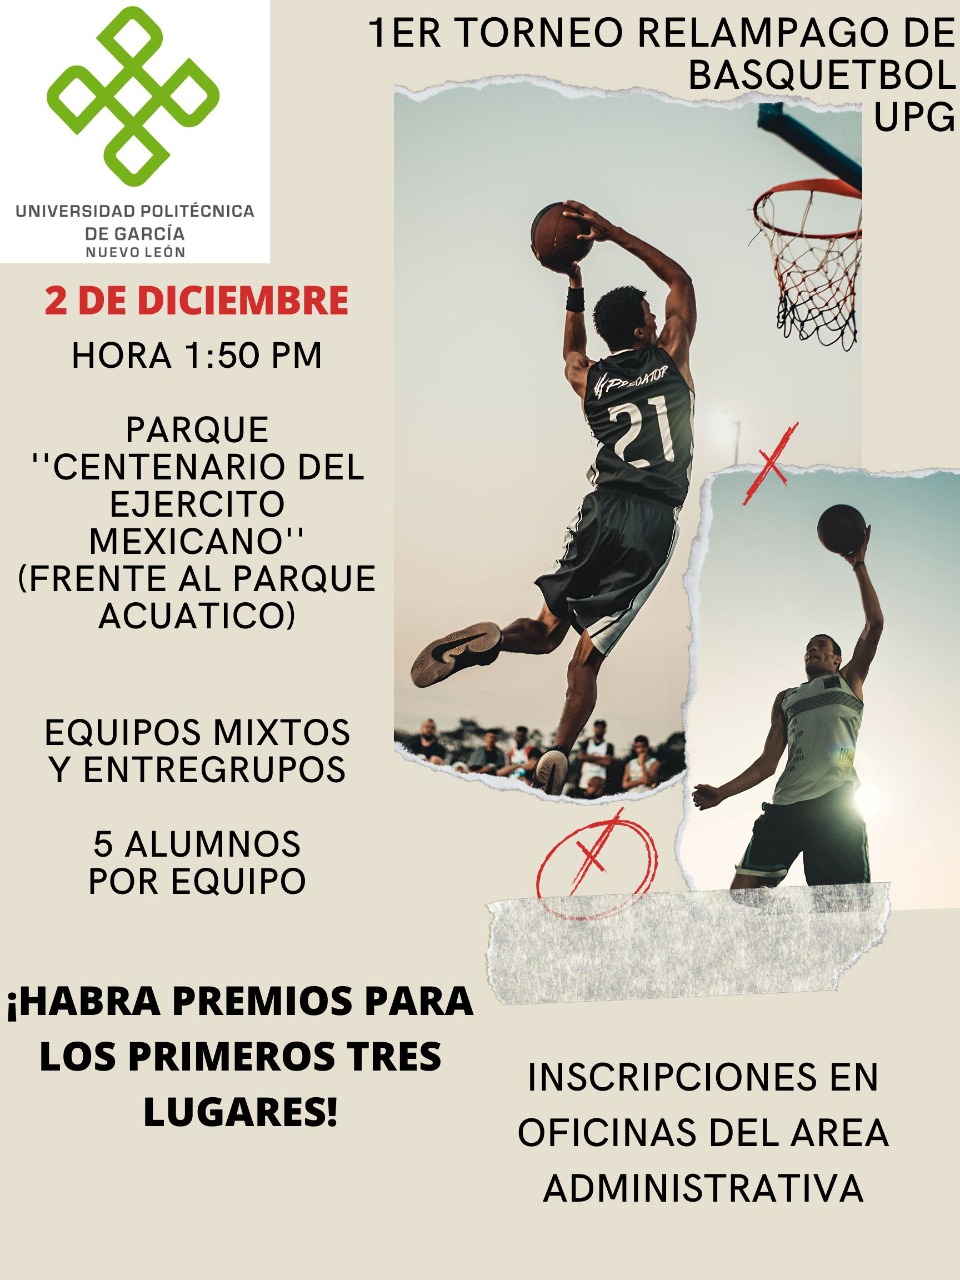 1ER TORNEO RELAMPAGO DE
BASQUETBOL
UPG
UNIVERSIDAD POLITÉCNICA
DE GARCÍA
NUEVO LEÓN
2 DE DICIEMBRE
HORA 1:50 PM
PARQUE
''CENTENARIO DEL
EJERCITO
MEXICANO''
(FRENTE AL PARQUE
ACUATICO)
EQUIPOS MIXTOS
Y ENTREGRUPOS
5 ALUMNOS
POR EQUIPO
¡HABRA PREMIOS PARA
LOS PRIMEROS TRES
LUGARES!
INSCRIPCIONES EN
OFICINAS DEL AREA
ADMINISTRATIVA
PREDATOR
21